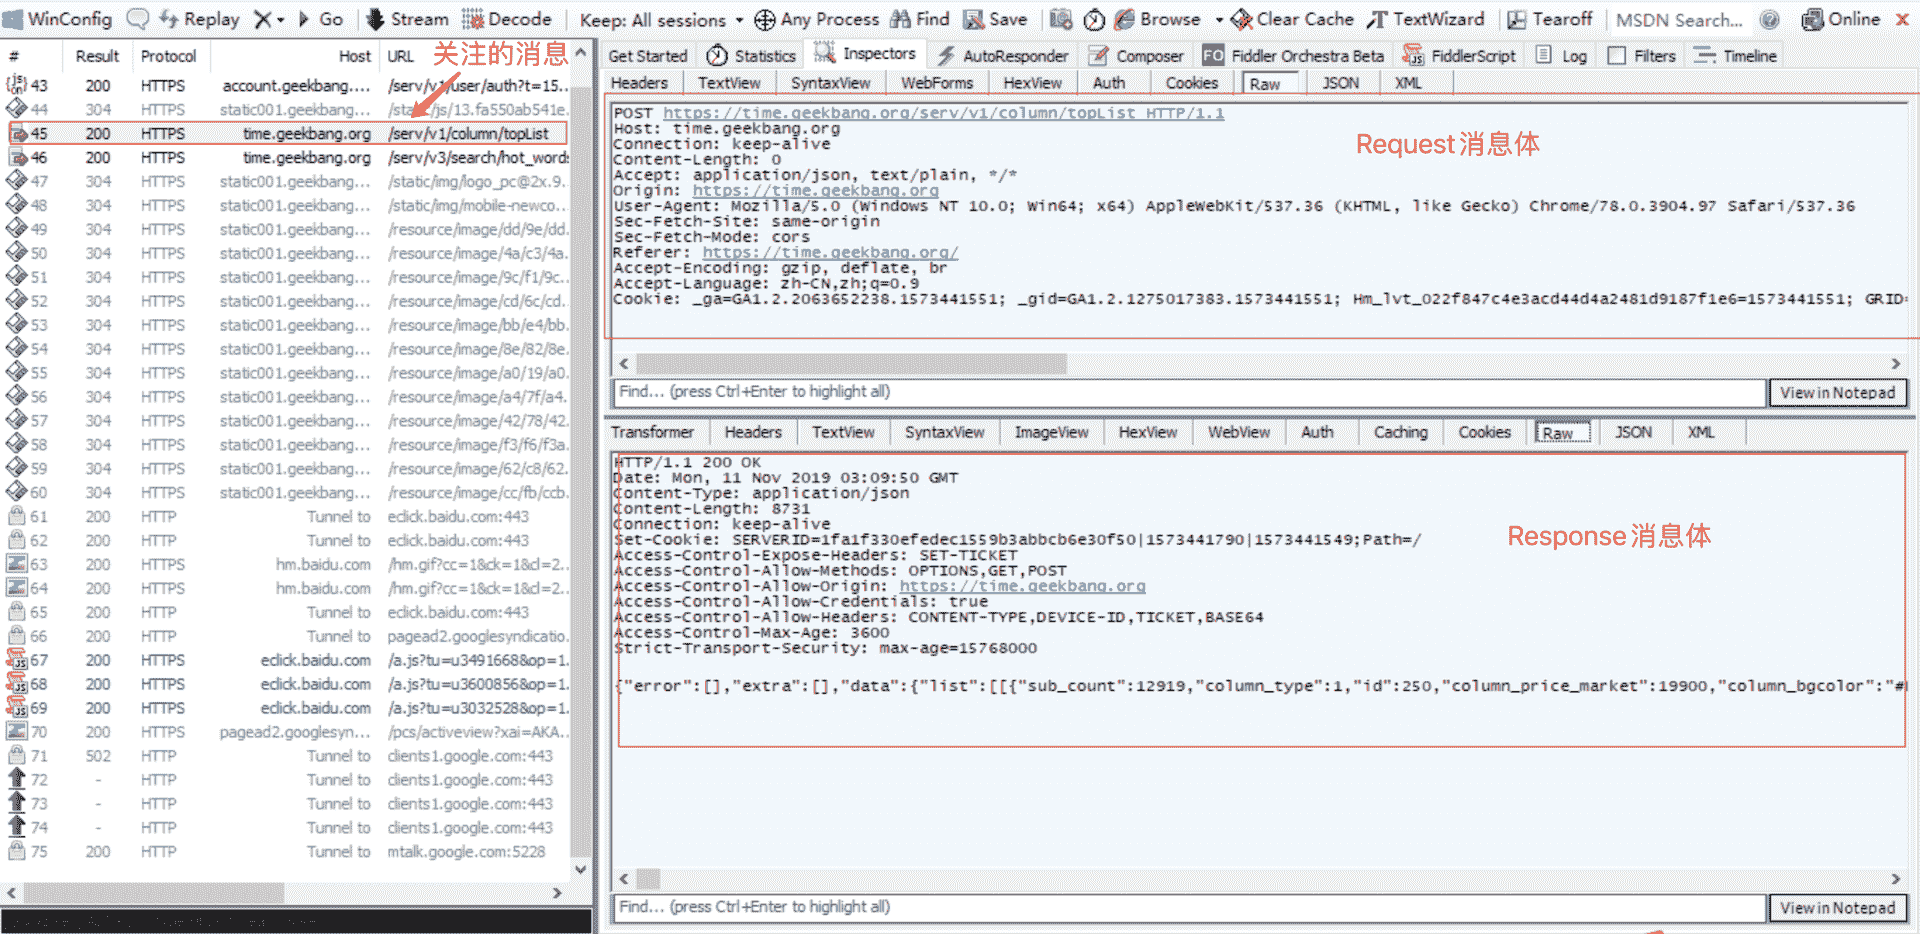 WinConfig Replay Go Stream Decode Keep: All sessions Any Process Find Save Browse Clear Cache TextWizard Tearoff MSDN Search... Online
# Result Protocol Host URL
关注的消息
43 200 HTTPS account.geekbang.... /serv/v1/user/auth?t=15...
44 304 HTTPS static001.geekbang... /static/js/13.fa550ab541e...
45 200 HTTPS time.geekbang.org /serv/v1/column/topList
46 200 HTTPS time.geekbang.org /serv/v3/search/hot_words
47 304 HTTPS static001.geekbang... /static/img/logo_pc@2x.9...
48 304 HTTPS static001.geekbang... /static/img/mobile-newco...
49 304 HTTPS static001.geekbang... /resource/image/dd/9e/dd...
50 304 HTTPS static001.geekbang... /resource/image/4a/c3/4a...
51 304 HTTPS static001.geekbang... /resource/image/9c/f1/9c...
52 304 HTTPS static001.geekbang... /resource/image/cd/6c/cd...
53 304 HTTPS static001.geekbang... /resource/image/bb/e4/bb...
54 304 HTTPS static001.geekbang... /resource/image/8e/82/8e...
55 304 HTTPS static001.geekbang... /resource/image/a0/19/a0...
56 304 HTTPS static001.geekbang... /resource/image/a4/7f/a4...
57 304 HTTPS static001.geekbang... /resource/image/42/78/42...
58 304 HTTPS static001.geekbang... /resource/image/f3/f6/f3a...
59 304 HTTPS static001.geekbang... /resource/image/62/c8/62...
60 304 HTTPS static001.geekbang... /resource/image/cc/fb/ccb...
61 200 HTTP Tunnel to eclick.baidu.com:443
62 200 HTTP Tunnel to eclick.baidu.com:443
63 200 HTTPS hm.baidu.com /hm.gif?cc=1&ck=1&cl=2...
64 200 HTTPS hm.baidu.com /hm.gif?cc=1&ck=1&cl=2...
65 200 HTTP Tunnel to eclick.baidu.com:443
66 200 HTTP Tunnel to pagead2.googlesyndicatio...
67 200 HTTPS eclick.baidu.com /a.js?tu=u3491668&op=1...
68 200 HTTPS eclick.baidu.com /a.js?tu=u3600856&op=1...
69 200 HTTPS eclick.baidu.com /a.js?tu=u3032528&op=1...
70 200 HTTPS pagead2.googlesyn... /pcs/activeview?xai=AKA...
71 502 HTTP Tunnel to clients1.google.com:443
72 - HTTP Tunnel to clients1.google.com:443
73 - HTTP Tunnel to clients1.google.com:443
74 - HTTP Tunnel to clients1.google.com:443
75 200 HTTP Tunnel to mtalk.google.com:5228
Get Started Statistics Inspectors AutoResponder Composer FO Fiddler Orchestra Beta FiddlerScript Log Filters Timeline
Headers TextView SyntaxView WebForms HexView Auth Cookies Raw JSON XML
POST https://time.geekbang.org/serv/v1/column/topList HTTP/1.1
Host: time.geekbang.org
Connection: keep-alive
Content-Length: 0
Accept: application/json, text/plain, */*
Origin: https://time.geekbang.org
User-Agent: Mozilla/5.0 (Windows NT 10.0; Win64; x64) AppleWebKit/537.36 (KHTML, like Gecko) Chrome/78.0.3904.97 Safari/537.36
Sec-Fetch-Site: same-origin
Sec-Fetch-Mode: cors
Referer: https://time.geekbang.org/
Accept-Encoding: gzip, deflate, br
Accept-Language: zh-CN,zh;q=0.9
Cookie: _ga=GA1.2.2063652238.1573441551; _gid=GA1.2.1275017383.1573441551; Hm_lvt_022f847c4e3acd44d4a2481d9187f1e6=1573441551; GRID=
Request消息体
Find... (press Ctrl+Enter to highlight all) View in Notepad
Transformer Headers TextView SyntaxView ImageView HexView WebView Auth Caching Cookies Raw JSON XML
HTTP/1.1 200 OK
Date: Mon, 11 Nov 2019 03:09:50 GMT
Content-Type: application/json
Content-Length: 8731
Connection: keep-alive
Set-Cookie: SERVERID=1fa1f330efedec1559b3abbcb6e30f50|1573441790|1573441549;Path=/
Access-Control-Expose-Headers: SET-TICKET
Access-Control-Allow-Methods: OPTIONS,GET,POST
Access-Control-Allow-Origin: https://time.geekbang.org
Access-Control-Allow-Credentials: true
Access-Control-Allow-Headers: CONTENT-TYPE,DEVICE-ID,TICKET,BASE64
Access-Control-Max-Age: 3600
Strict-Transport-Security: max-age=15768000
{"error":[],"extra":[],"data":{"list":[[{"sub_count":12919,"column_type":1,"id":250,"column_price_market":19900,"column_bgcolor":"#
Response消息体
Find... (press Ctrl+Enter to highlight all) View in Notepad